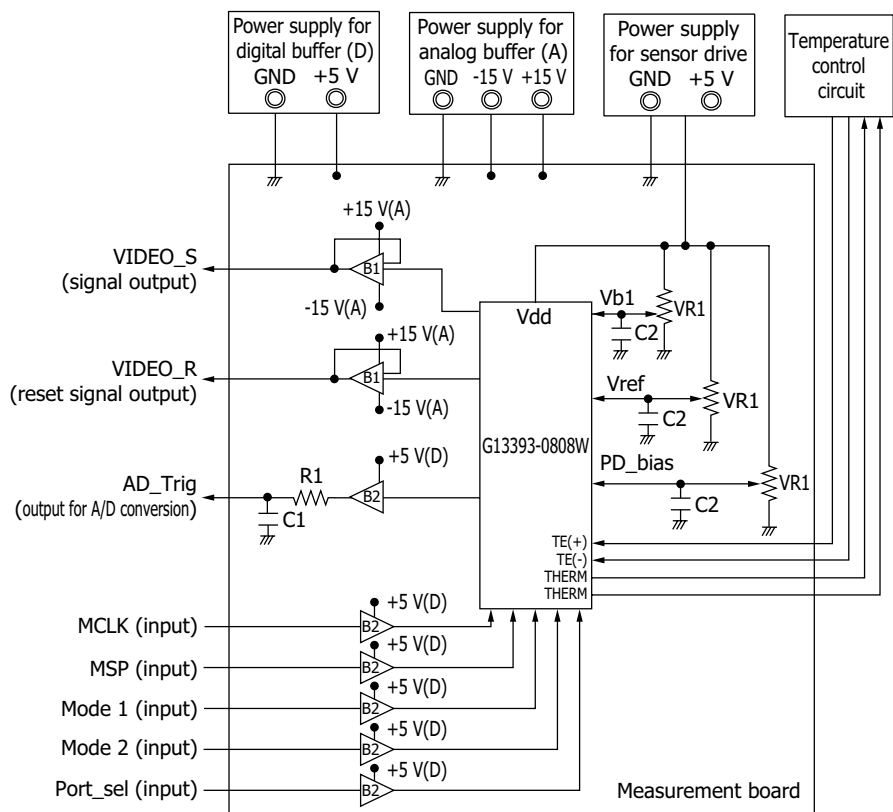 Power supply for
digital buffer (D)
GND +5 V
Power supply for
analog buffer (A)
GND -15 V +15 V
Power supply
for sensor drive
GND +5 V
Temperature
control
circuit
+15 V(A)
VIDEO_S
(signal output)
B1
-15 V(A)
+15 V(A)
VIDEO_R
(reset signal output)
B1
-15 V(A)
+5 V(D)
AD_Trig
(output for A/D conversion)
R1
B2
C1
Vdd
G13393-0808W
Vb1
VR1
C2
Vref
VR1
C2
PD_bias
VR1
C2
TE(+)
TE(-)
THERM
THERM
+5 V(D)
MCLK (input)
B2
+5 V(D)
MSP (input)
B2
+5 V(D)
Mode 1 (input)
B2
+5 V(D)
Mode 2 (input)
B2
+5 V(D)
Port_sel (input)
B2
Measurement board